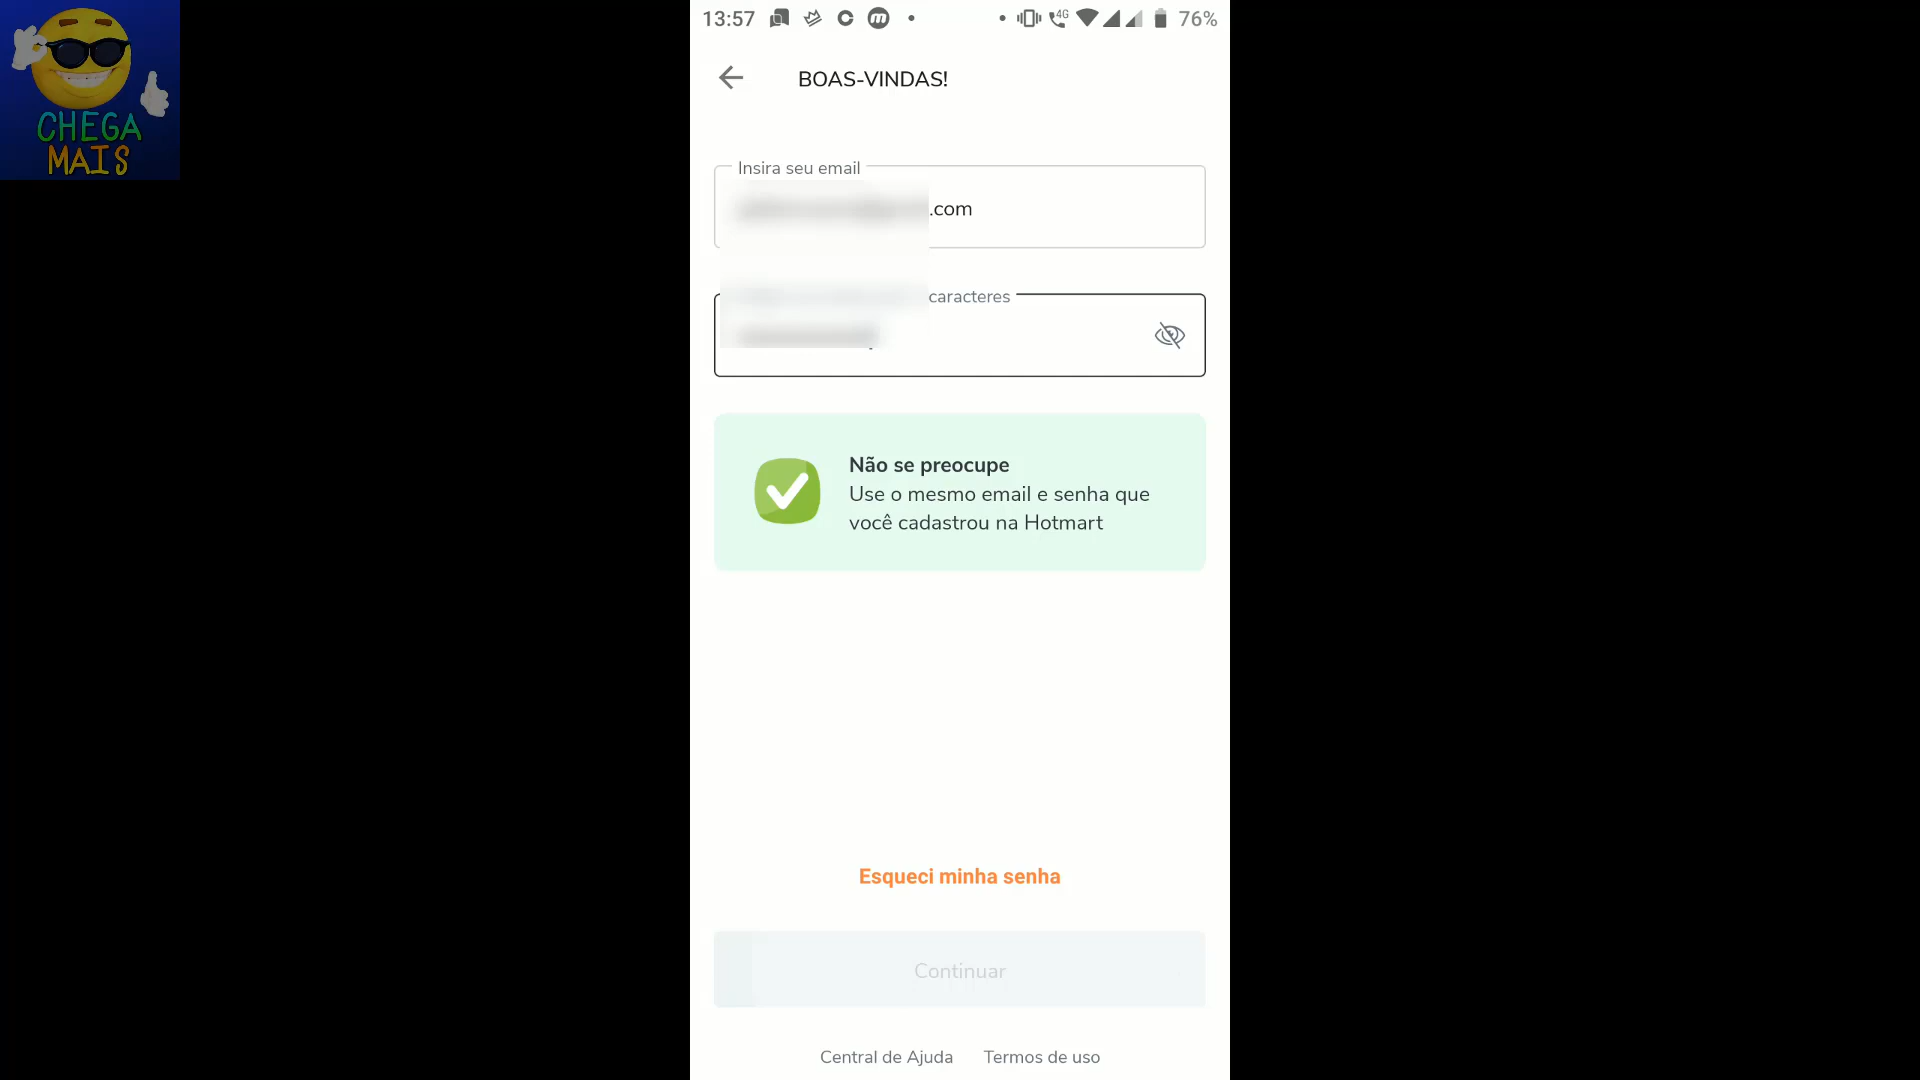 13:57
4G
76%
CHEGA
MAIS
BOAS-VINDAS!
Insira seu email
.com
caracteres
Não se preocupe
Use o mesmo email e senha que
você cadastrou na Hotmart
Esqueci minha senha
Continuar
Central de Ajuda
Termos de uso